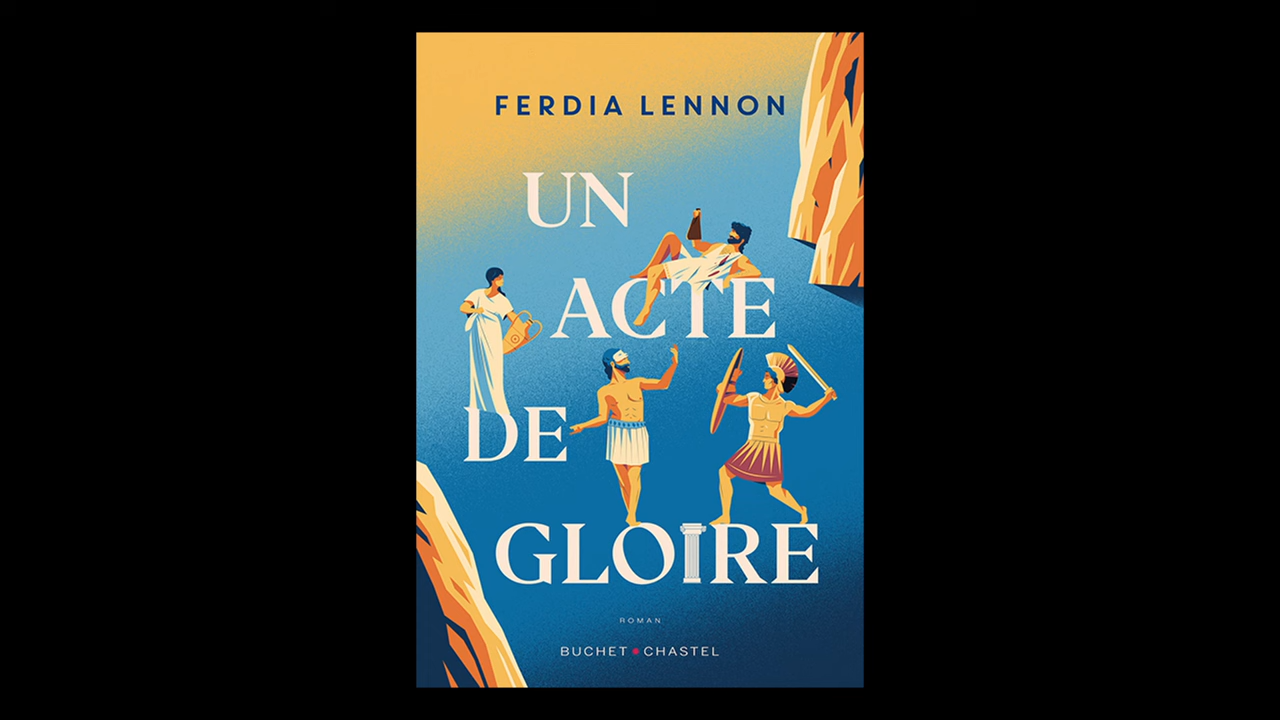 FERDIA LENNON
UN
ACTE
DE
GLOIRE
ROMAN
BUCHET•CHASTEL